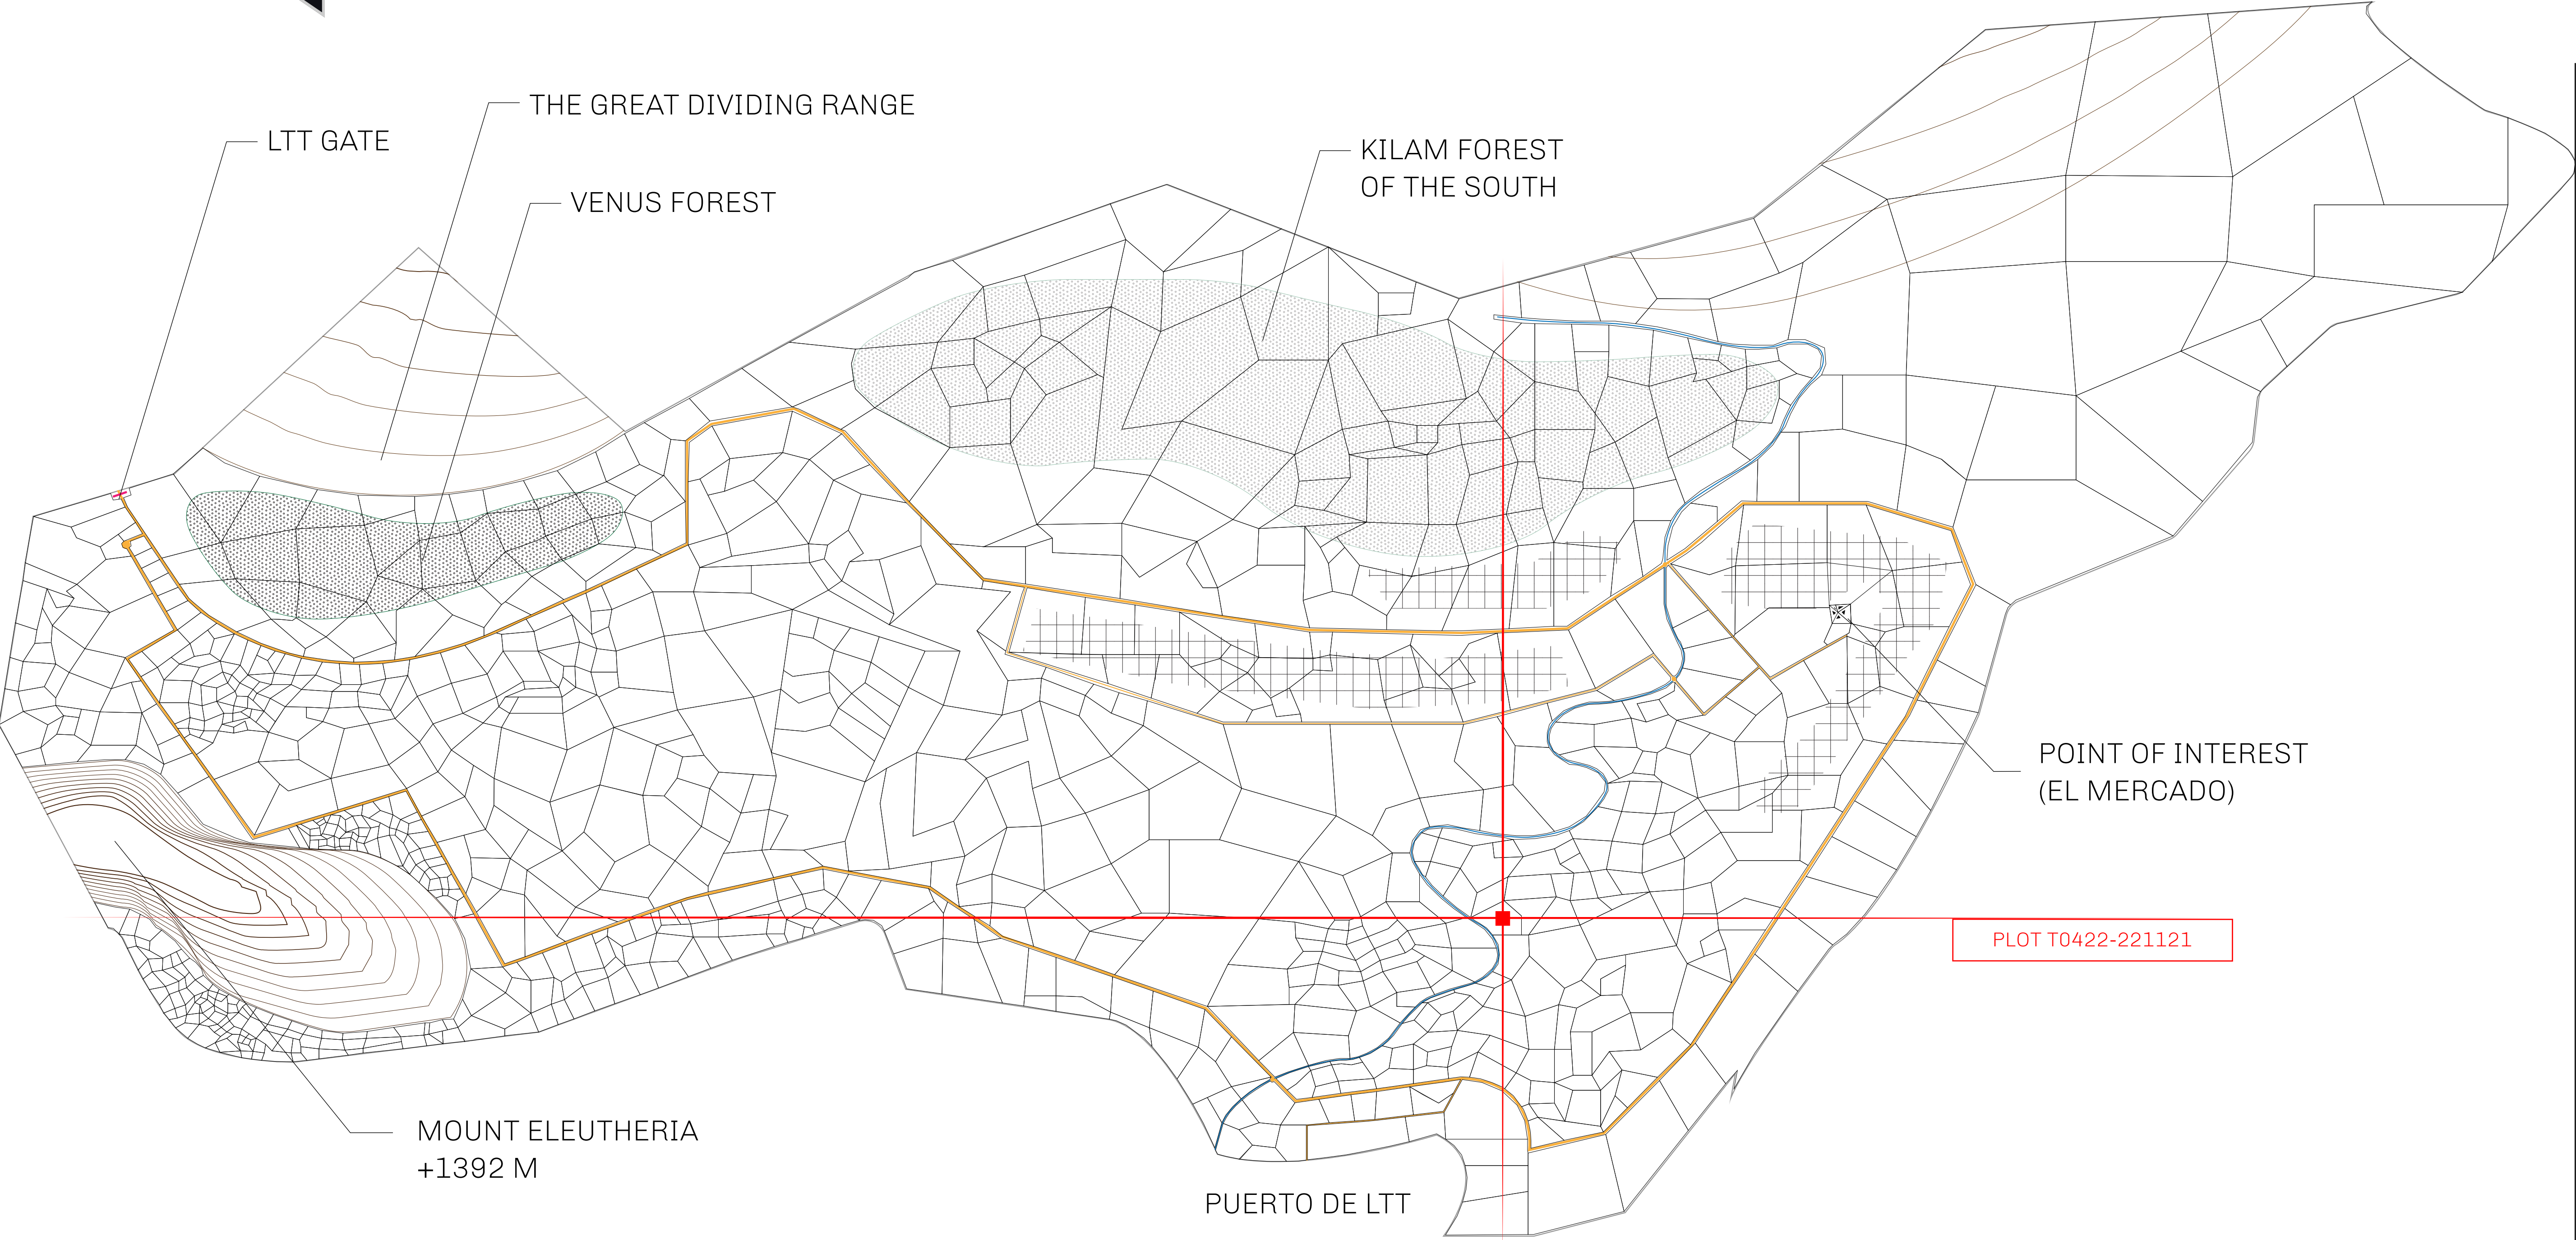 THE GREAT DIVIDING RANGE
LTT GATE
VENUS FOREST
KILAM FOREST
OF THE SOUTH
POINT OF INTEREST
(EL MERCADO)
PLOT T0422-221121
MOUNT ELEUTHERIA
+1392 M
PUERTO DE LTT